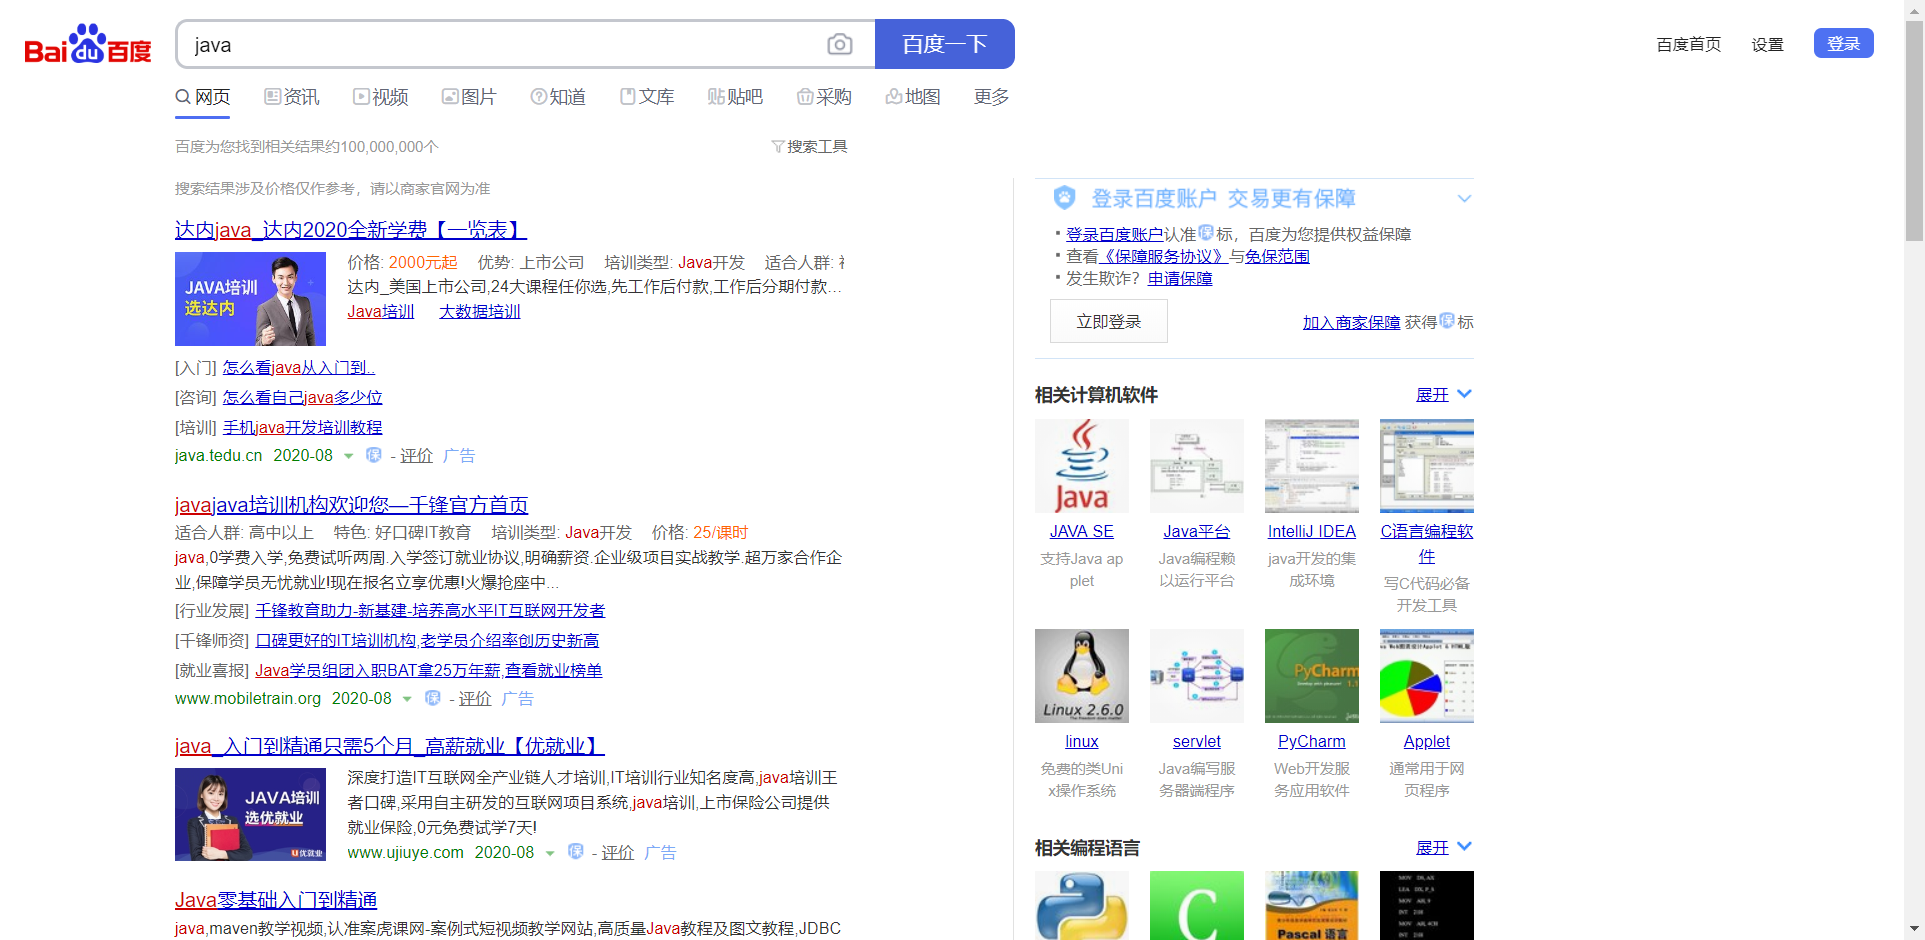 Bai du 百度
java
百度一下
百度首页
设置
登录
网页
资讯
视频
图片
知道
文库
贴 贴吧
采购
地图
更多
百度为您找到相关结果约100,000,000个
搜索工具
搜索结果涉及价格仅作参考，请以商家官网为准
达内java_达内2020全新学费【一览表】
JAVA培训
选达内
价格: 2000元起 优势: 上市公司 培训类型: Java开发 适合人群:
达内_美国上市公司,24大课程任你选,先工作后付款,工作后分期付款...
Java培训 大数据培训
[入门] 怎么看java从入门到..
[咨询] 怎么看自己java多少位
[培训] 手机java开发培训教程
java.tedu.cn 2020-08 保 - 评价 广告
javajava培训机构欢迎您—千锋官方首页
适合人群: 高中以上 特色: 好口碑IT教育 培训类型: Java开发 价格: 25/课时
java,0学费入学,免费试听两周.入学签订就业协议,明确薪资.企业级项目实战教学.超万家合作企
业,保障学员无忧就业!现在报名立享优惠!火爆抢座中...
[行业发展] 千锋教育助力-新基建-培养高水平IT互联网开发者
[千锋师资] 口碑更好的IT培训机构,老学员介绍率创历史新高
[就业喜报] Java学员组团入职BAT拿25万年薪,查看就业榜单
www.mobiletrain.org 2020-08 保 - 评价 广告
java_入门到精通只需5个月_高薪就业【优就业】
JAVA培训
选优就业
优就业
深度打造IT互联网全产业链人才培训,IT培训行业知名度高,java培训王
者口碑,采用自主研发的互联网项目系统,java培训,上市保险公司提供
就业保险,0元免费试学7天!
www.ujiuye.com 2020-08 保 - 评价 广告
Java零基础入门到精通
java,maven教学视频,认准案虎课网-案例式短视频教学网站,高质量Java教程及图文教程,JDBC
登录百度账户 交易更有保障
· 登录百度账户认准保标，百度为您提供权益保障
· 查看《保障服务协议》与免保范围
· 发生欺诈？申请保障
立即登录
加入商家保障 获得保标
相关计算机软件
展开
Java
JAVA SE
支持Java ap
plet
Java平台
Java编程赖
以运行平台
IntelliJ IDEA
java开发的集
成环境
C语言编程软
件
写C代码必备
开发工具
Linux 2.6.0
linux
免费的类Uni
x操作系统
servlet
Java编写服
务器端程序
PyCharm
PyCharm
Web开发服
务应用软件
Applet
通常用于网
页程序
相关编程语言
展开
C
Pascal 语言